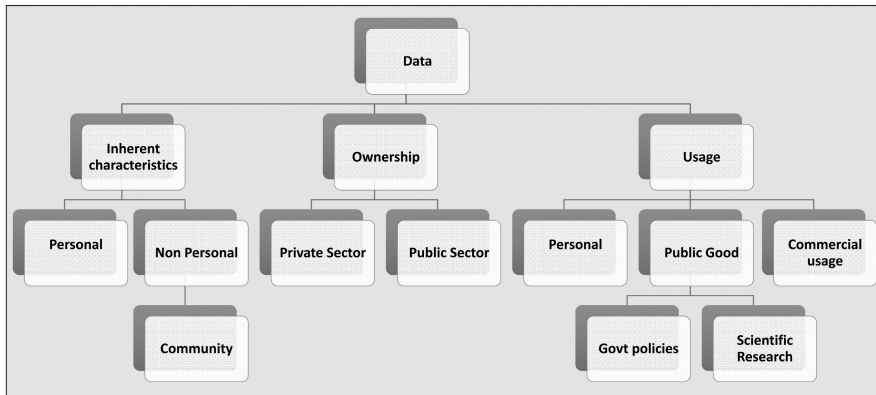 Data
Inherent
characteristics
Ownership
Usage
Personal
Non Personal
Private Sector
Public Sector
Personal
Public Good
Commercial
usage
Community
Govt policies
Scientific
Research